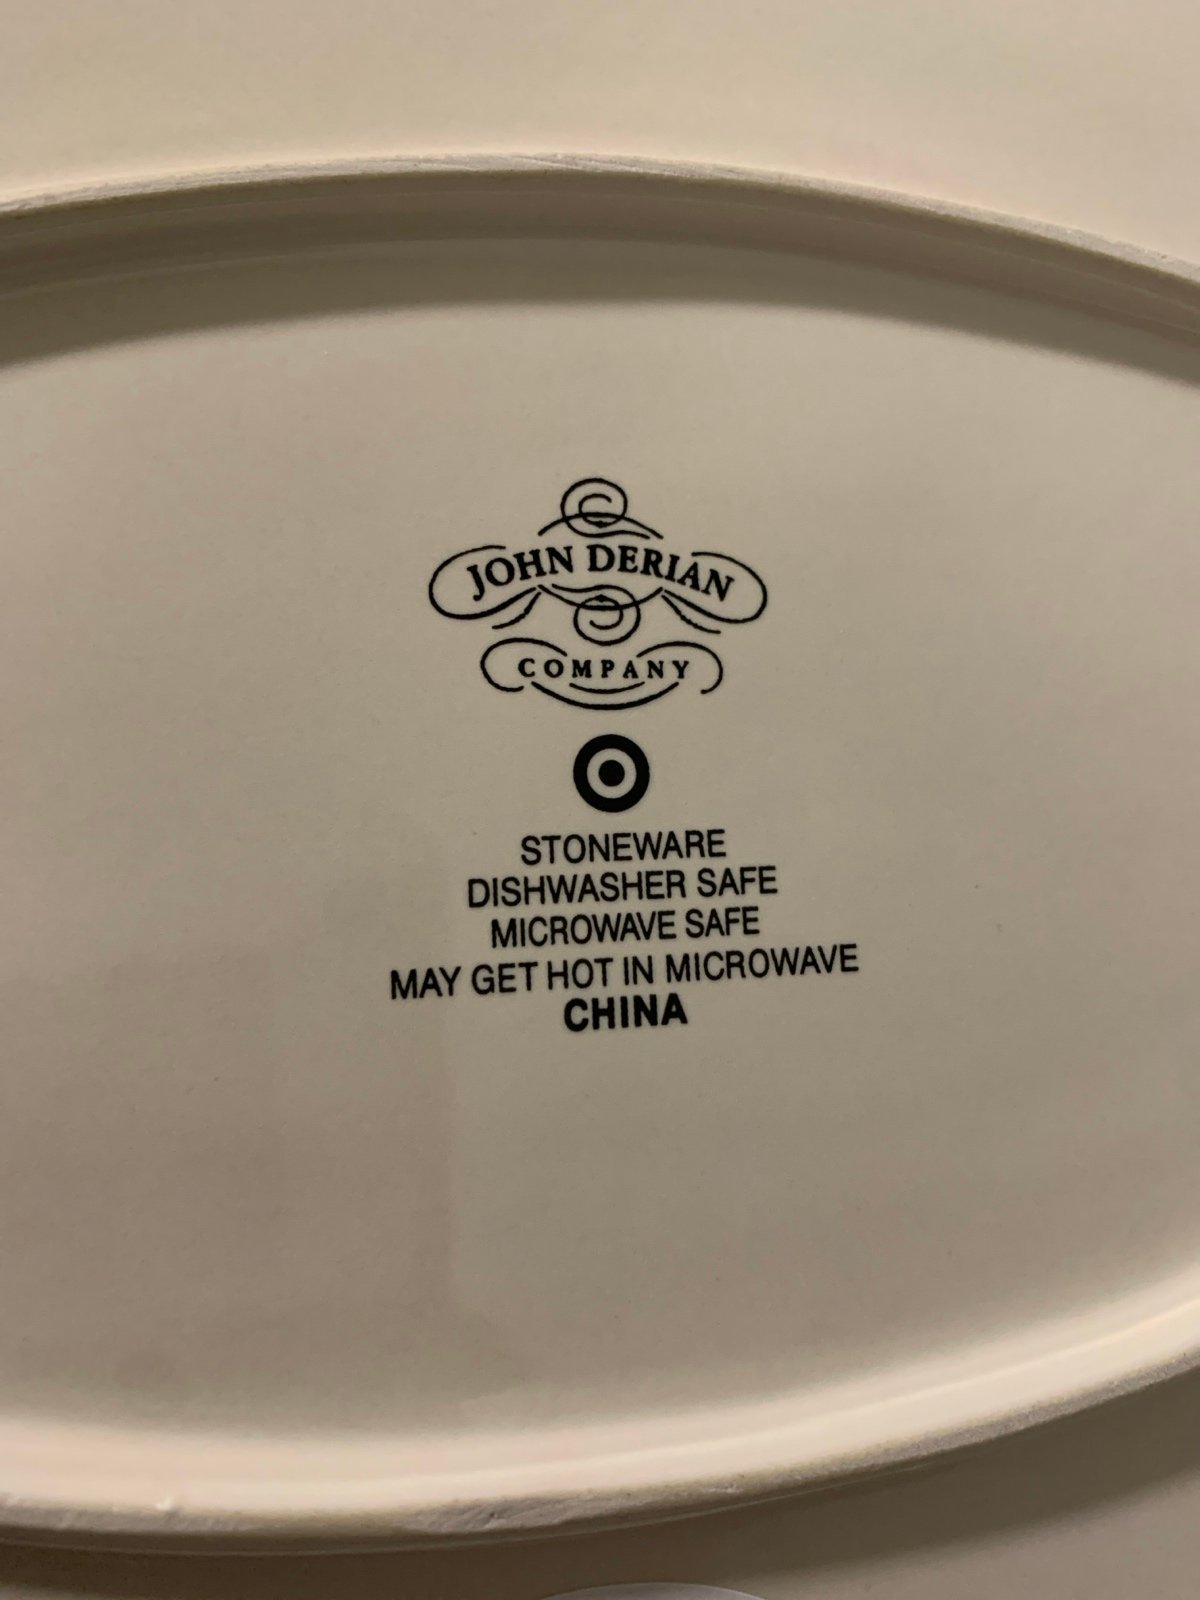 JOHN DERIAN
COMPANY
STONEWARE
DISHWASHER SAFE
MICROWAVE SAFE
MAY GET HOT IN MICROWAVE
CHINA